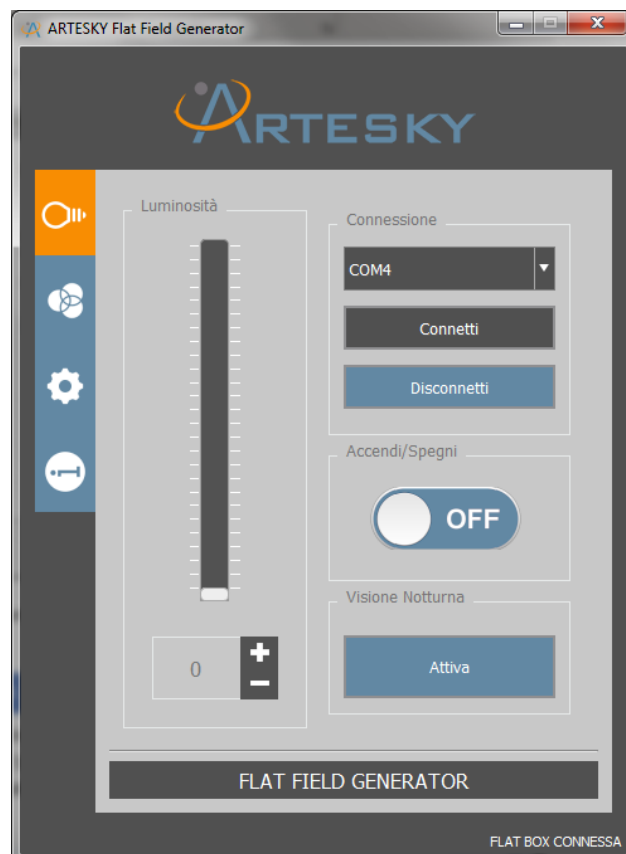 ARTESKY Flat Field Generator
ARTESKY
Luminosità
Connessione
COM4
Connetti
Disconnetti
Accendi/Spegni
OFF
Visione Notturna
0
Attiva
FLAT FIELD GENERATOR
FLAT BOX CONNESSA